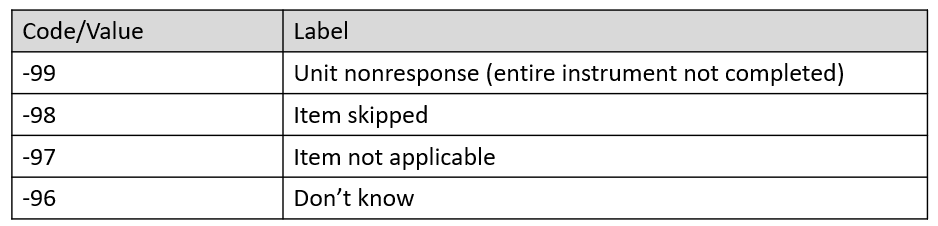 Code/Value Label
-99 Unit nonresponse (entire instrument not completed)
-98 Item skipped
-97 Item not applicable
-96 Don’t know